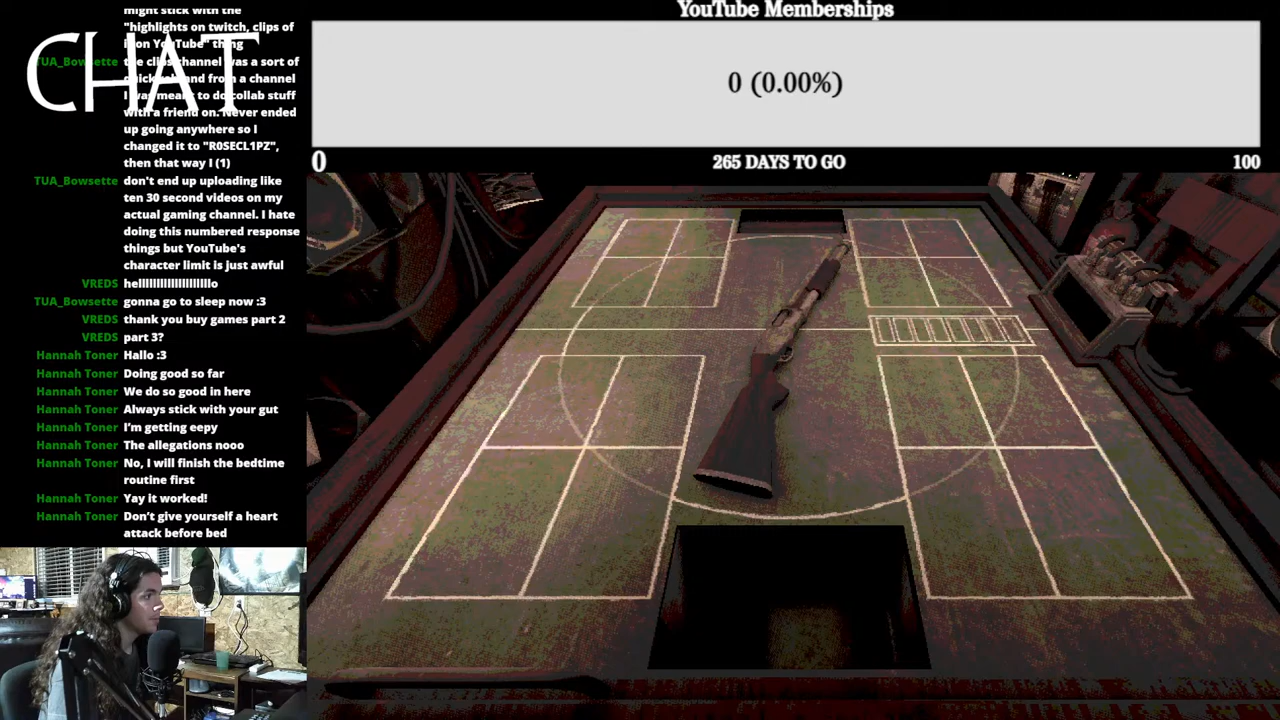 might stick with the
"highlights on twitch, clips of
on YouTube" thing
CHAT
TUA_Bowsette the clips channel was a sort of
and from a channel
I was meant to do collab stuff
with a friend on. Never ended
up going anywhere so I
changed it to "R0SECL1PZ",
then that way I (1)
TUA_Bowsette don't end up uploading like
ten 30 second videos on my
actual gaming channel. I hate
doing this numbered response
things but YouTube's
character limit is just awful
VREDS hellllllllllllllllllllo
TUA_Bowsette gonna go to sleep now :3
VREDS thank you buy games part 2
VREDS part 3?
Hannah Toner Hallo :3
Hannah Toner Doing good so far
Hannah Toner We do so good in here
Hannah Toner Always stick with your gut
Hannah Toner I'm getting eepy
Hannah Toner The allegations nooo
Hannah Toner No, I will finish the bedtime
routine first
Hannah Toner Yay it worked!
Hannah Toner Don't give yourself a heart
attack before bed
YouTube Memberships
0 (0.00%)
0 265 DAYS TO GO 100